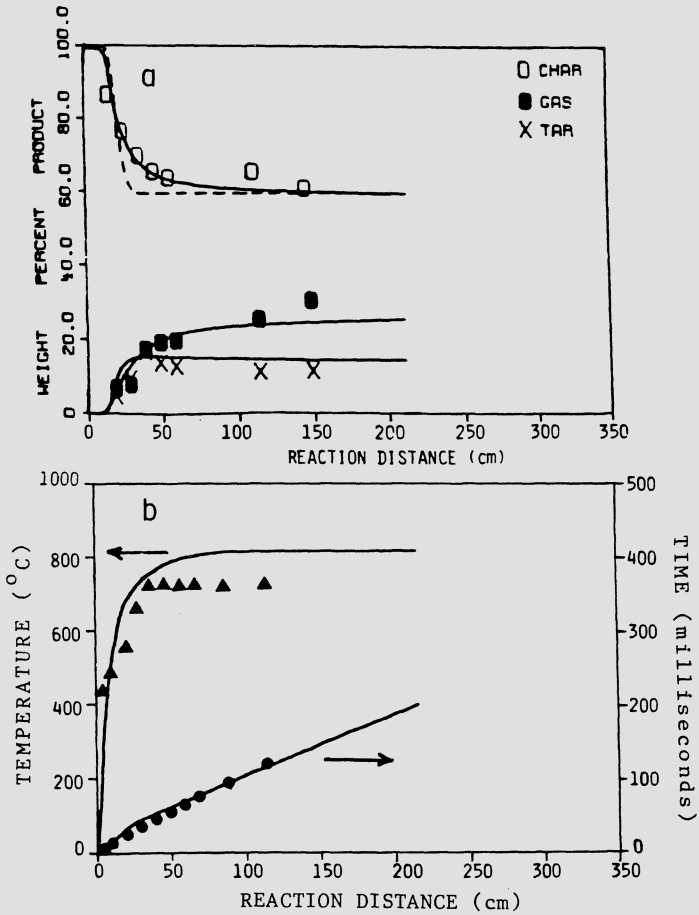 100.0
80.0
60.0
40.0
20.0
0
WEIGHT PERCENT PRODUCT
a
CHAR
GAS
TAR
0 50 100 150 200 250 300 350
REACTION DISTANCE (cm)
1000
800
600
400
200
0
TEMPERATURE (°C)
b
500
400
300
200
100
0
TIME (milliseconds)
0 50 100 150 200 250 300 350
REACTION DISTANCE (cm)